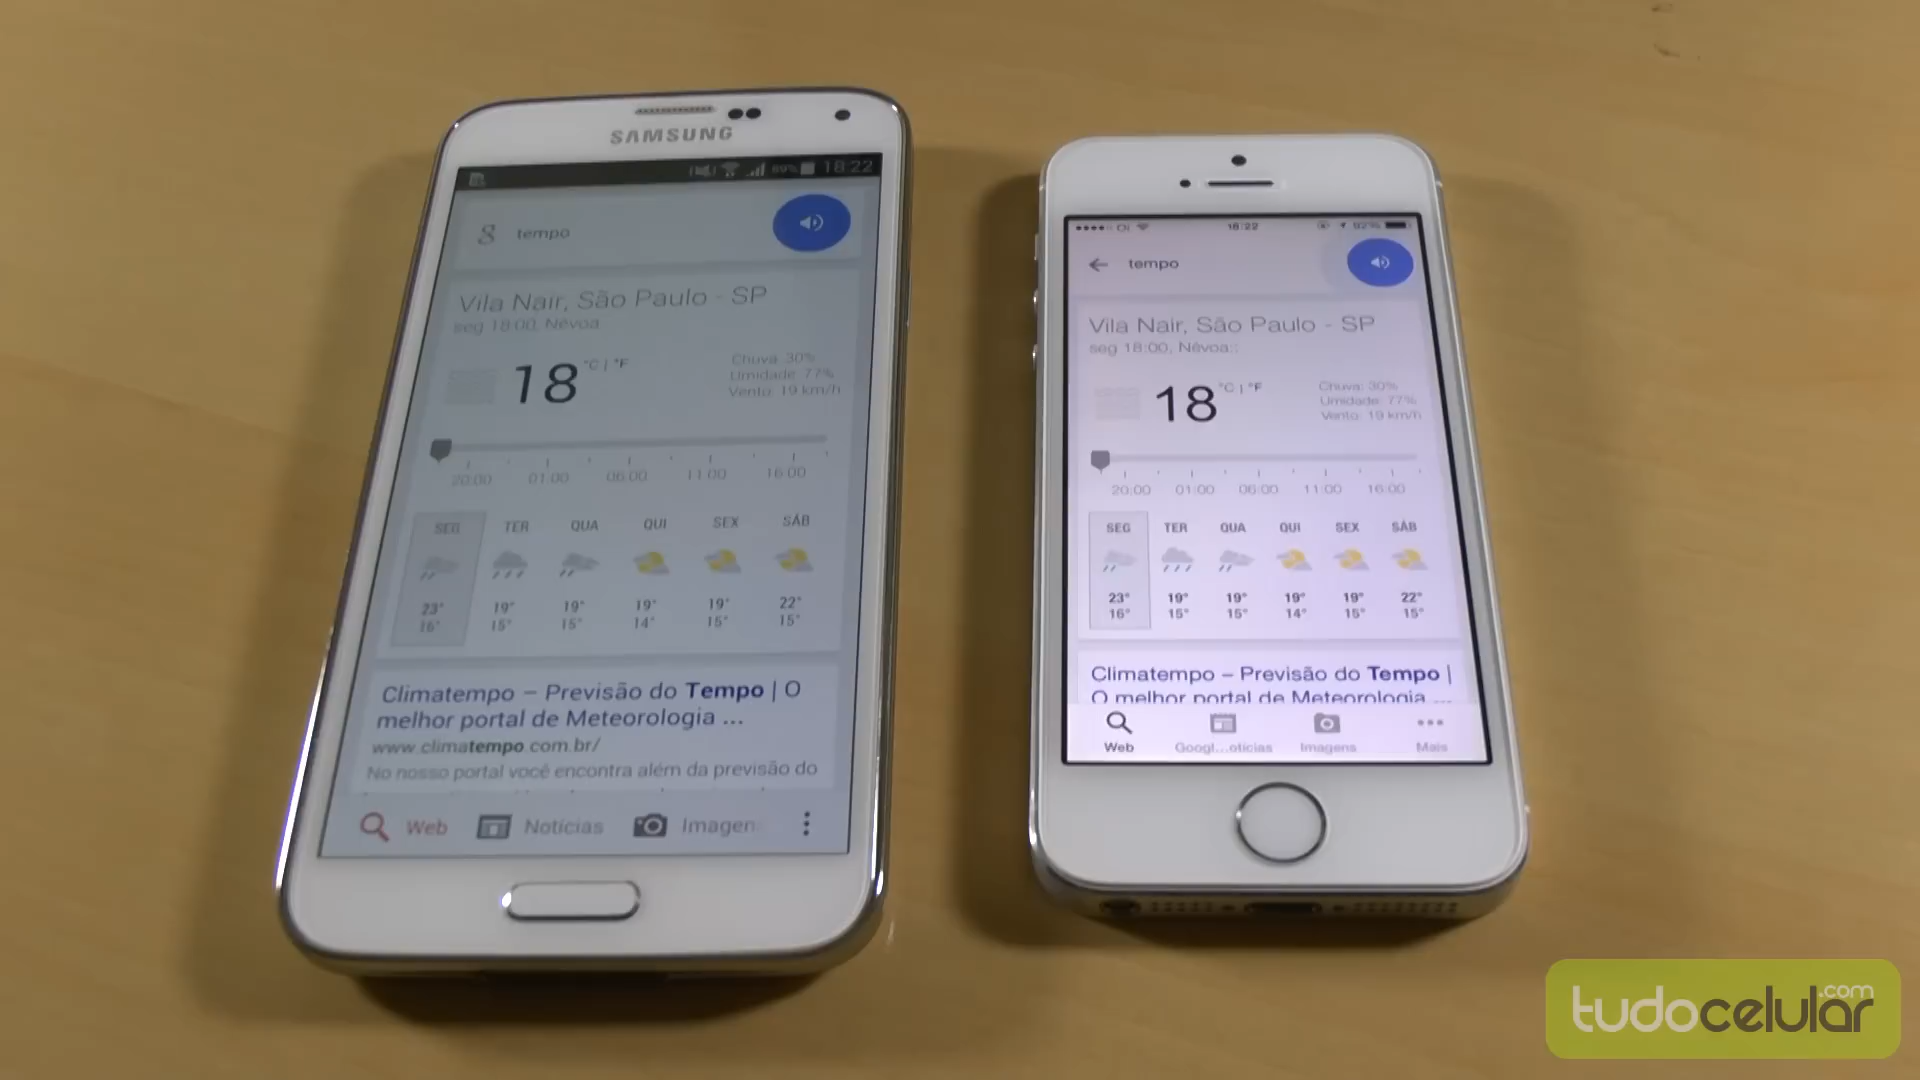 SAMSUNG
18:22
tempo
Vila Nair, São Paulo - SP
seg 18:00, Névoa
18 °C | °F
Chuva: 30%
Umidade: 77%
Vento: 19 km/h
20:00 01:00 06:00 11:00 16:00
SEG TER QUA QUI SEX SÁB
23° 19° 19° 19° 19° 22°
16° 15° 15° 14° 15° 15°
Climatempo – Previsão do Tempo | O
melhor portal de Meteorologia ...
www.climatempo.com.br/
No nosso portal você encontra além da previsão do
Web Notícias Imagen
18:22 92%
tempo
Vila Nair, São Paulo - SP
seg 18:00, Névoa::
18 °C | °F
Chuva: 30%
Umidade: 77%
Vento: 19 km/h
20:00 01:00 06:00 11:00 16:00
SEG TER QUA QUI SEX SÁB
23° 19° 19° 19° 19° 22°
16° 15° 15° 14° 15° 15°
Climatempo – Previsão do Tempo |
O melhor portal de Meteorologia ...
Web Googl...otícias Imagens Mais
tudocelular.com